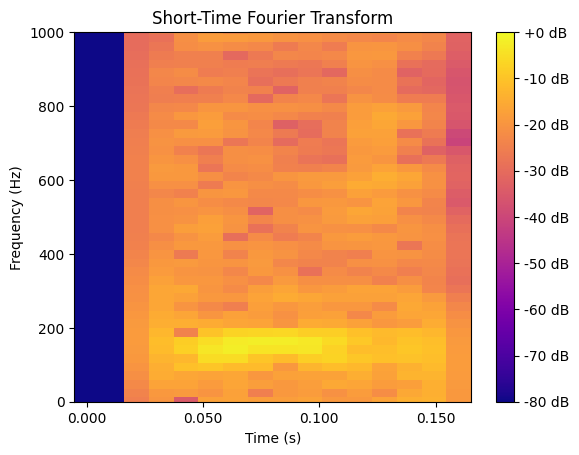 Short-Time Fourier Transform
Frequency (Hz)
1000
800
600
400
200
0
0.000
0.050
0.100
0.150
Time (s)
+0 dB
-10 dB
-20 dB
-30 dB
-40 dB
-50 dB
-60 dB
-70 dB
-80 dB